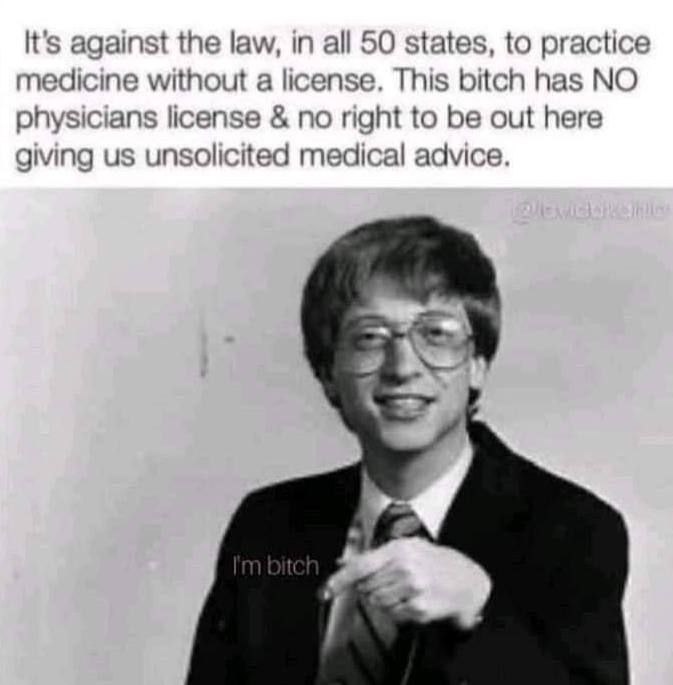 It's against the law, in all 50 states, to practice
medicine without a license. This bitch has NO
physicians license & no right to be out here
giving us unsolicited medical advice.
I'm bitch